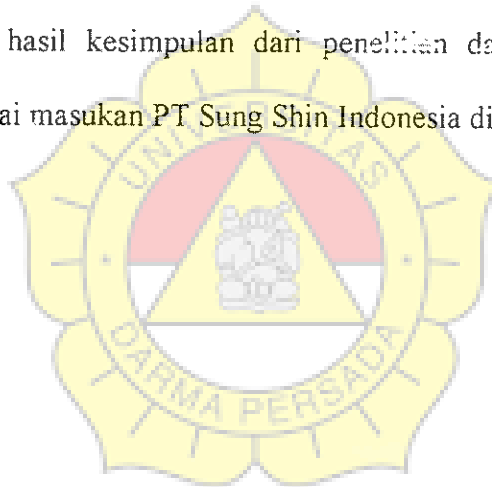 hasil kesimpulan dari penelitian da
ai masukan PT Sung Shin Indonesia di
UNIVERSITAS
DARMA PERSADA